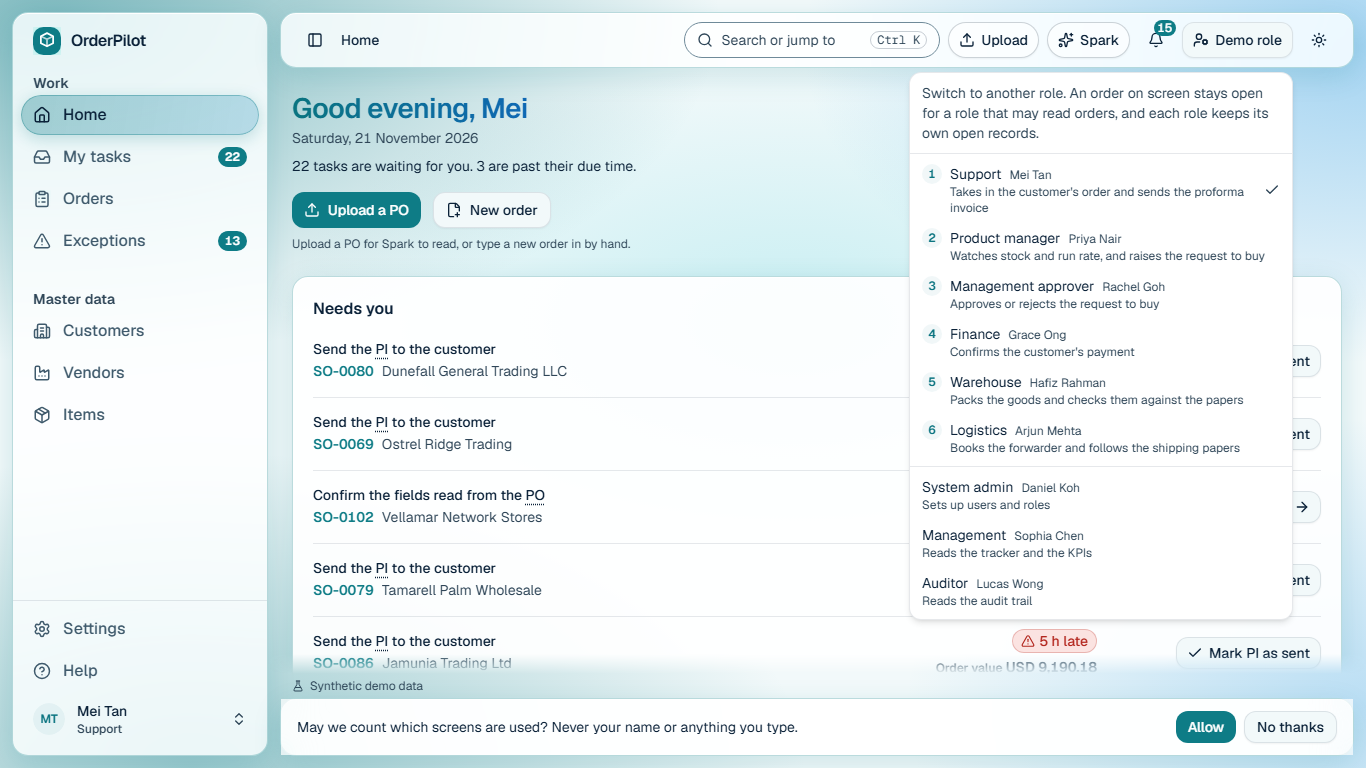 OrderPilot
Work
Home
My tasks 22
Orders
Exceptions 13
Master data
Customers
Vendors
Items
Settings
Help
MT Mei Tan
Support
Home
Search or jump to Ctrl K
Upload
Spark
15
Demo role
Good evening, Mei
Saturday, 21 November 2026
22 tasks are waiting for you. 3 are past their due time.
Upload a PO
New order
Upload a PO for Spark to read, or type a new order in by hand.
Needs you
Send the PI to the customer
SO-0080 Dunefall General Trading LLC
Send the PI to the customer
SO-0069 Ostrel Ridge Trading
Confirm the fields read from the PO
SO-0102 Vellamar Network Stores
Send the PI to the customer
SO-0079 Tamarell Palm Wholesale
Send the PI to the customer
SO-0086 Jamunia Trading Ltd
5 h late
Order value USD 9,190.18
Mark PI as sent
Switch to another role. An order on screen stays open
for a role that may read orders, and each role keeps its
own open records.
1 Support Mei Tan
Takes in the customer's order and sends the proforma
invoice
2 Product manager Priya Nair
Watches stock and run rate, and raises the request to buy
3 Management approver Rachel Goh
Approves or rejects the request to buy
4 Finance Grace Ong
Confirms the customer's payment
5 Warehouse Hafiz Rahman
Packs the goods and checks them against the papers
6 Logistics Arjun Mehta
Books the forwarder and follows the shipping papers
System admin Daniel Koh
Sets up users and roles
Management Sophia Chen
Reads the tracker and the KPIs
Auditor Lucas Wong
Reads the audit trail
Synthetic demo data
May we count which screens are used? Never your name or anything you type.
Allow
No thanks